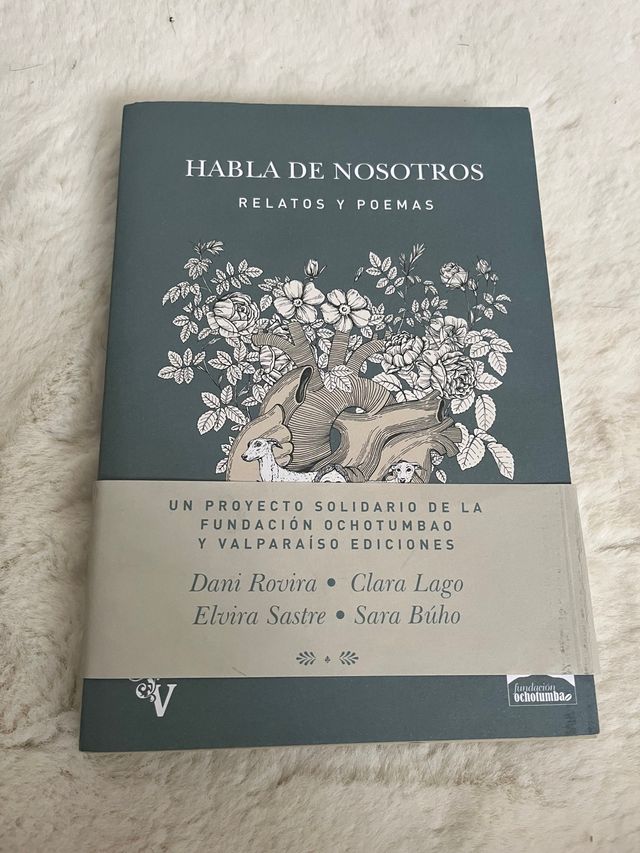 HABLA DE NOSOTROS
RELATOS Y POEMAS
UN PROYECTO SOLIDARIO DE LA
FUNDACIÓN OCHOTUMBAO
Y VALPARAÍSO EDICIONES
Dani Rovira • Clara Lago
Elvira Sastre • Sara Búho
V
fundación
ochotumbao